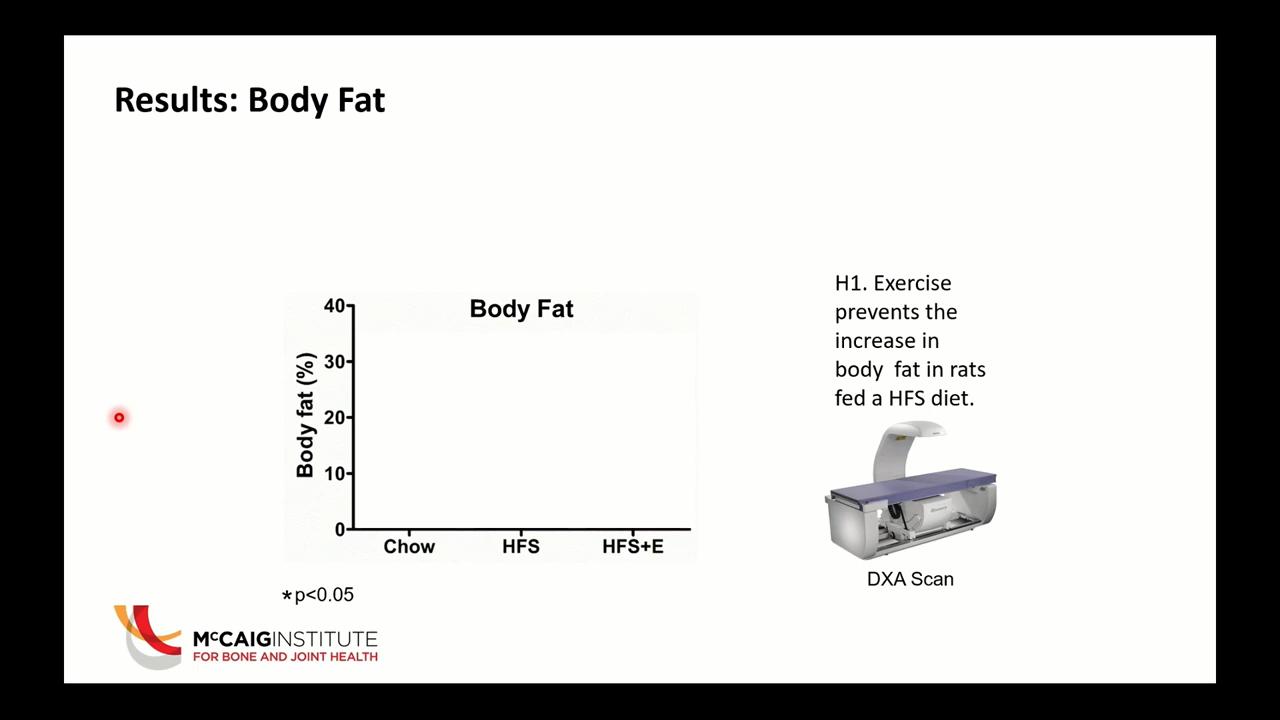 Results: Body Fat
Body Fat
Body fat (%)
40
30
20
10
0
Chow HFS HFS+E
*p<0.05
H1. Exercise
prevents the
increase in
body fat in rats
fed a HFS diet.
DXA Scan
McCAIGINSTITUTE
FOR BONE AND JOINT HEALTH